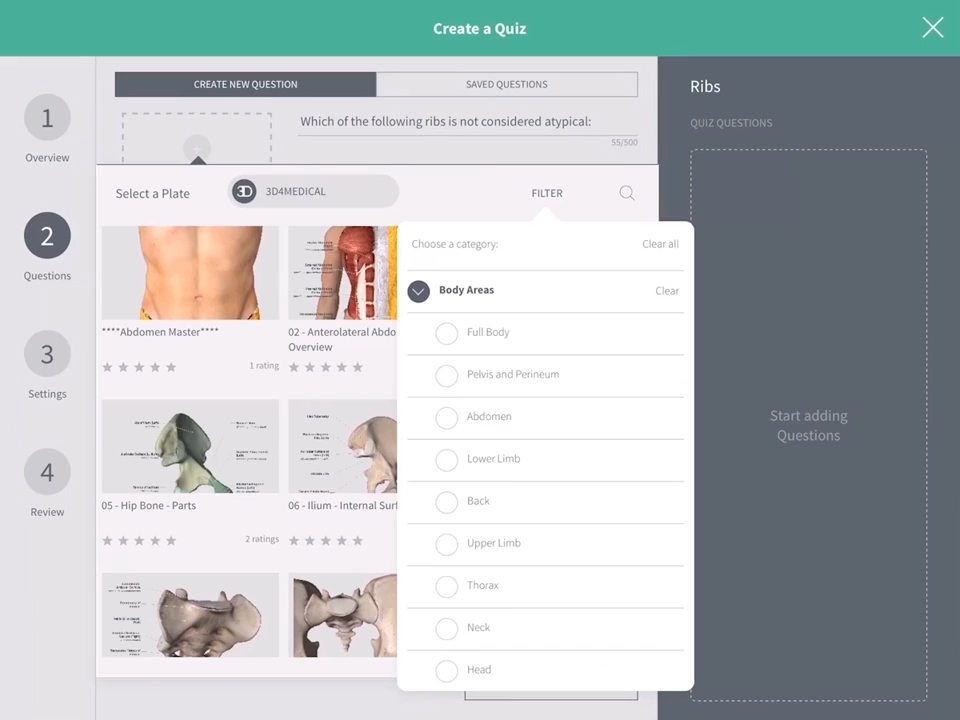 Create a Quiz
1
Overview
2
Questions
3
Settings
4
Review
CREATE NEW QUESTION
SAVED QUESTIONS
Which of the following ribs is not considered atypical:
55/500
Select a Plate
3D 3D4MEDICAL
FILTER
****Abdomen Master****
1 rating
02 - Anterolateral Abdo
Overview
05 - Hip Bone - Parts
2 ratings
06 - Ilium - Internal Surf
Choose a category:
Clear all
Body Areas
Clear
Full Body
Pelvis and Perineum
Abdomen
Lower Limb
Back
Upper Limb
Thorax
Neck
Head
Ribs
QUIZ QUESTIONS
Start adding
Questions